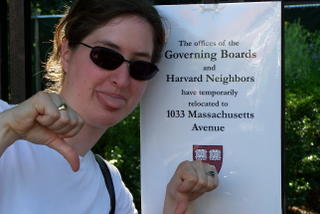 The offices of the
Governing Boards
and
Harvard Neighbors
have temporarily
relocated to
1033 Massachusetts
Avenue